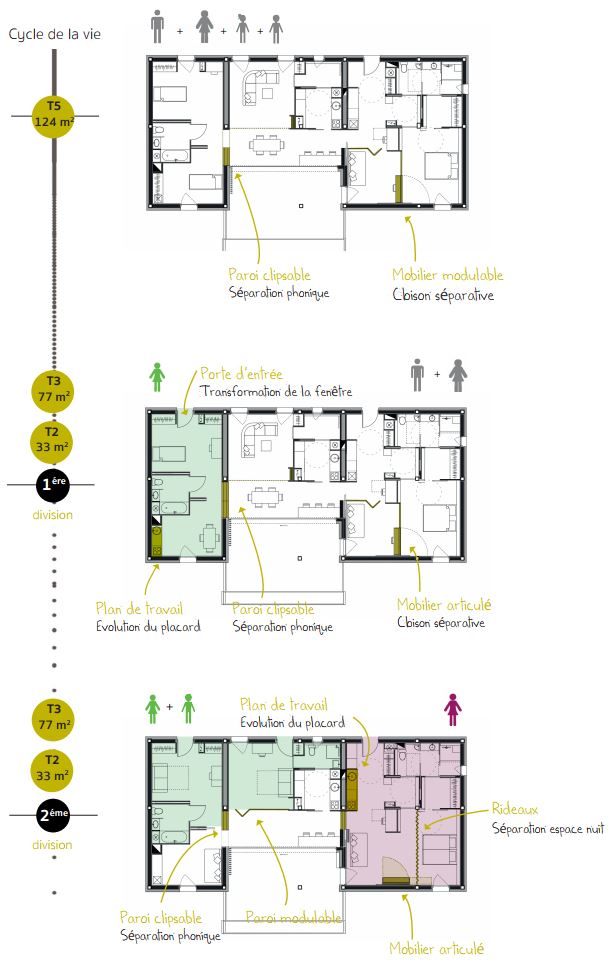 Cycle de la vie
+
+
+
T5
124 m²
Paroi clipsable
Séparation phonique
Mobilier modulable
Cloison séparative
T3
77 m²
T2
33 m²
1ère
division
Porte d'entrée
Transformation de la fenêtre
+
Plan de travail
Evolution du placard
Paroi clipsable
Séparation phonique
Mobilier articulé
Cloison séparative
T3
77 m²
T2
33 m²
2ème
division
+
Plan de travail
Evolution du placard
Rideaux
Séparation espace nuit
Paroi clipsable
Séparation phonique
Paroi modulable
Mobilier articulé